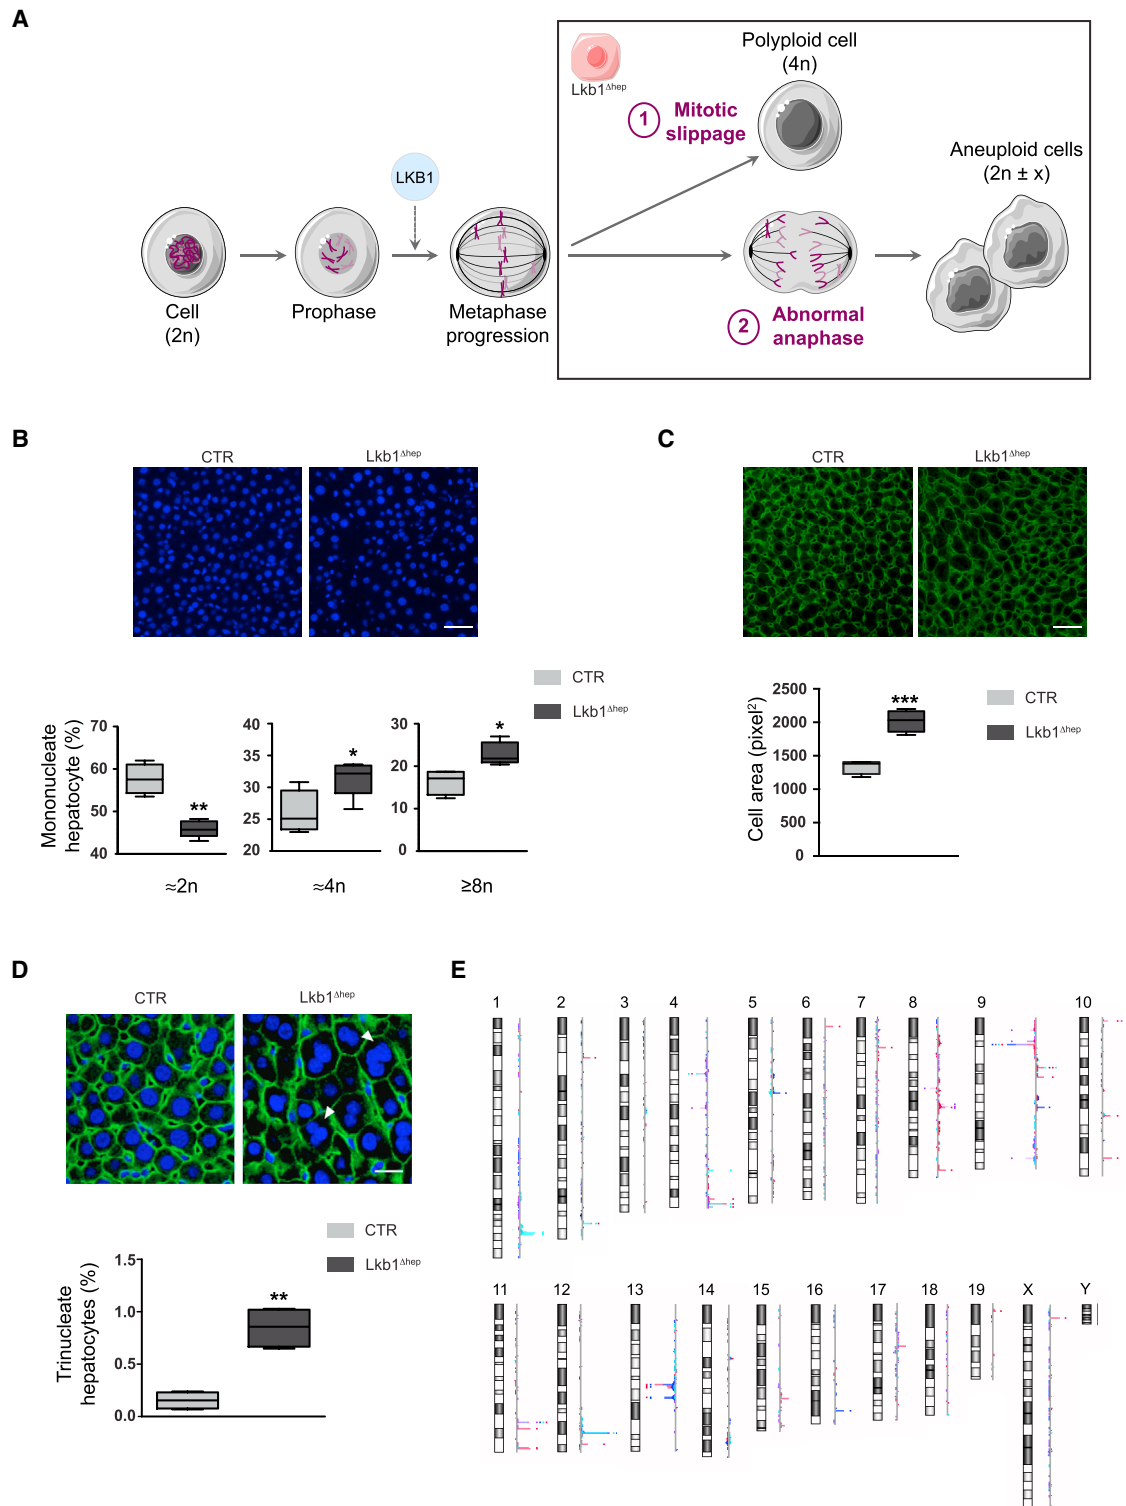 A
Lkb1Δhep
Polyploid cell
(4n)
1
Mitotic
slippage
Aneuploid cells
(2n ± x)
LKB1
Cell
(2n)
Prophase
Metaphase
progression
2
Abnormal
anaphase
B
CTR
Lkb1Δhep
CTR
Lkb1Δhep
Mononucleate
hepatocyte (%)
70
60
50
40
**
≈2n
40
35
30
25
20
*
≈4n
30
20
10
0
*
≥8n
C
CTR
Lkb1Δhep
Cell area (pixel2)
2500
2000
1500
1000
500
0
***
CTR
Lkb1Δhep
D
CTR
Lkb1Δhep
CTR
Lkb1Δhep
Trinucleate
hepatocytes (%)
1.5
1.0
0.5
0.0
**
E
1 2 3 4 5 6 7 8 9 10
11 12 13 14 15 16 17 18 19 X Y